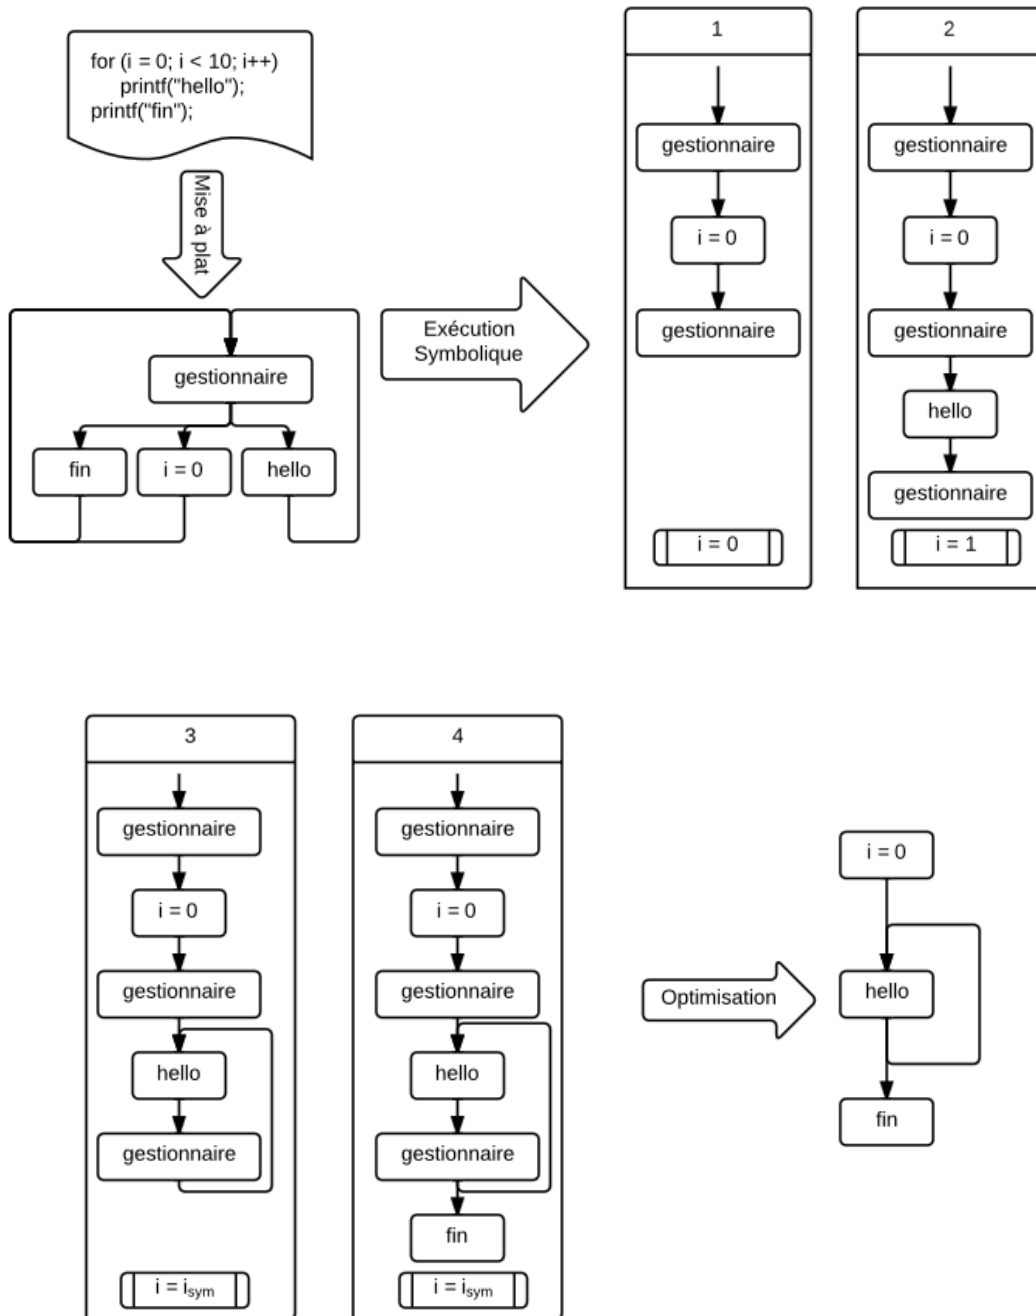 for (i = 0; i < 10; i++)
printf("hello");
printf("fin");
Mise à plat
gestionnaire
fin
i = 0
hello
Exécution
Symbolique
1
gestionnaire
i = 0
gestionnaire
i = 0
2
gestionnaire
i = 0
gestionnaire
hello
gestionnaire
i = 1
3
gestionnaire
i = 0
gestionnaire
hello
gestionnaire
i = isym
4
gestionnaire
i = 0
gestionnaire
hello
gestionnaire
fin
i = isym
Optimisation
i = 0
hello
fin